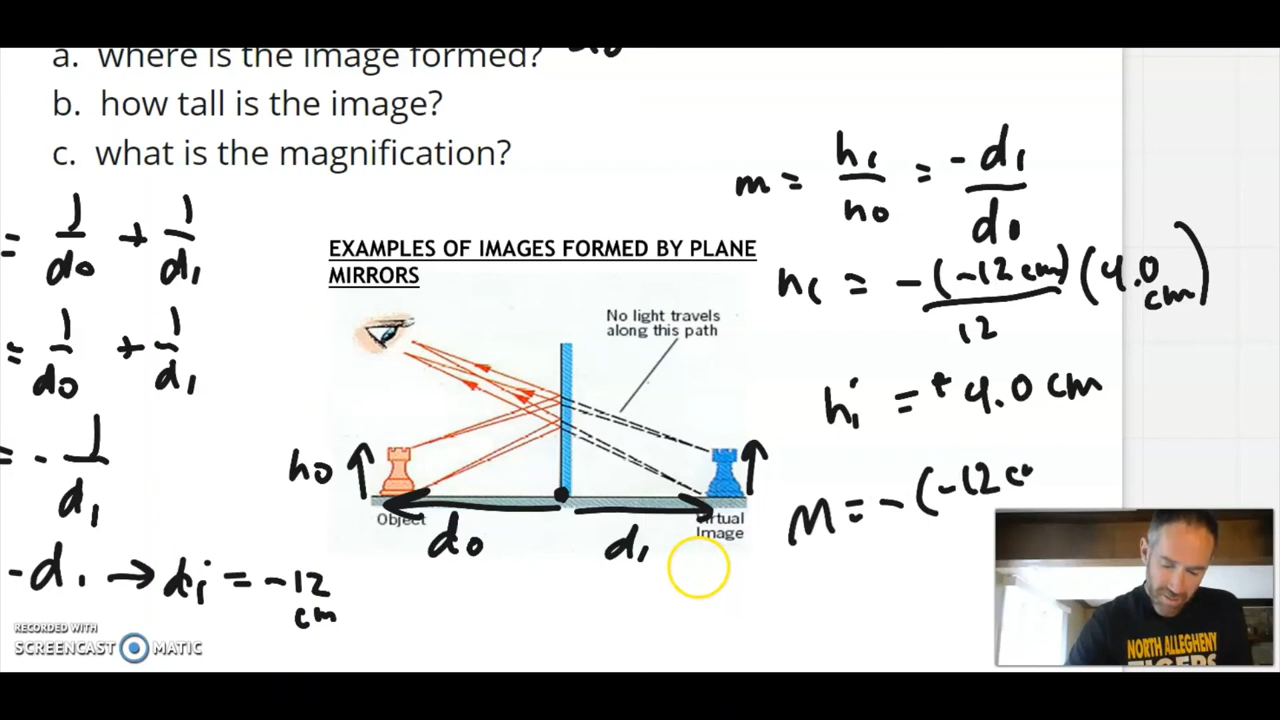 a. where is the image formed? do
b. how tall is the image?
c. what is the magnification?
= 1/do + 1/di
= 1/do + 1/di
= - 1/di
-di → di = -12 cm
EXAMPLES OF IMAGES FORMED BY PLANE
MIRRORS
No light travels
along this path
ho
Object
Virtual
Image
do
di
m = hi/ho = -di/do
hi = -(-12 cm)/12 (4.0 cm)
hi = +4.0 cm
M = -(-12 c
RECORDED WITH
SCREENCAST MATIC
NORTH ALLEGHENY
TIGERS